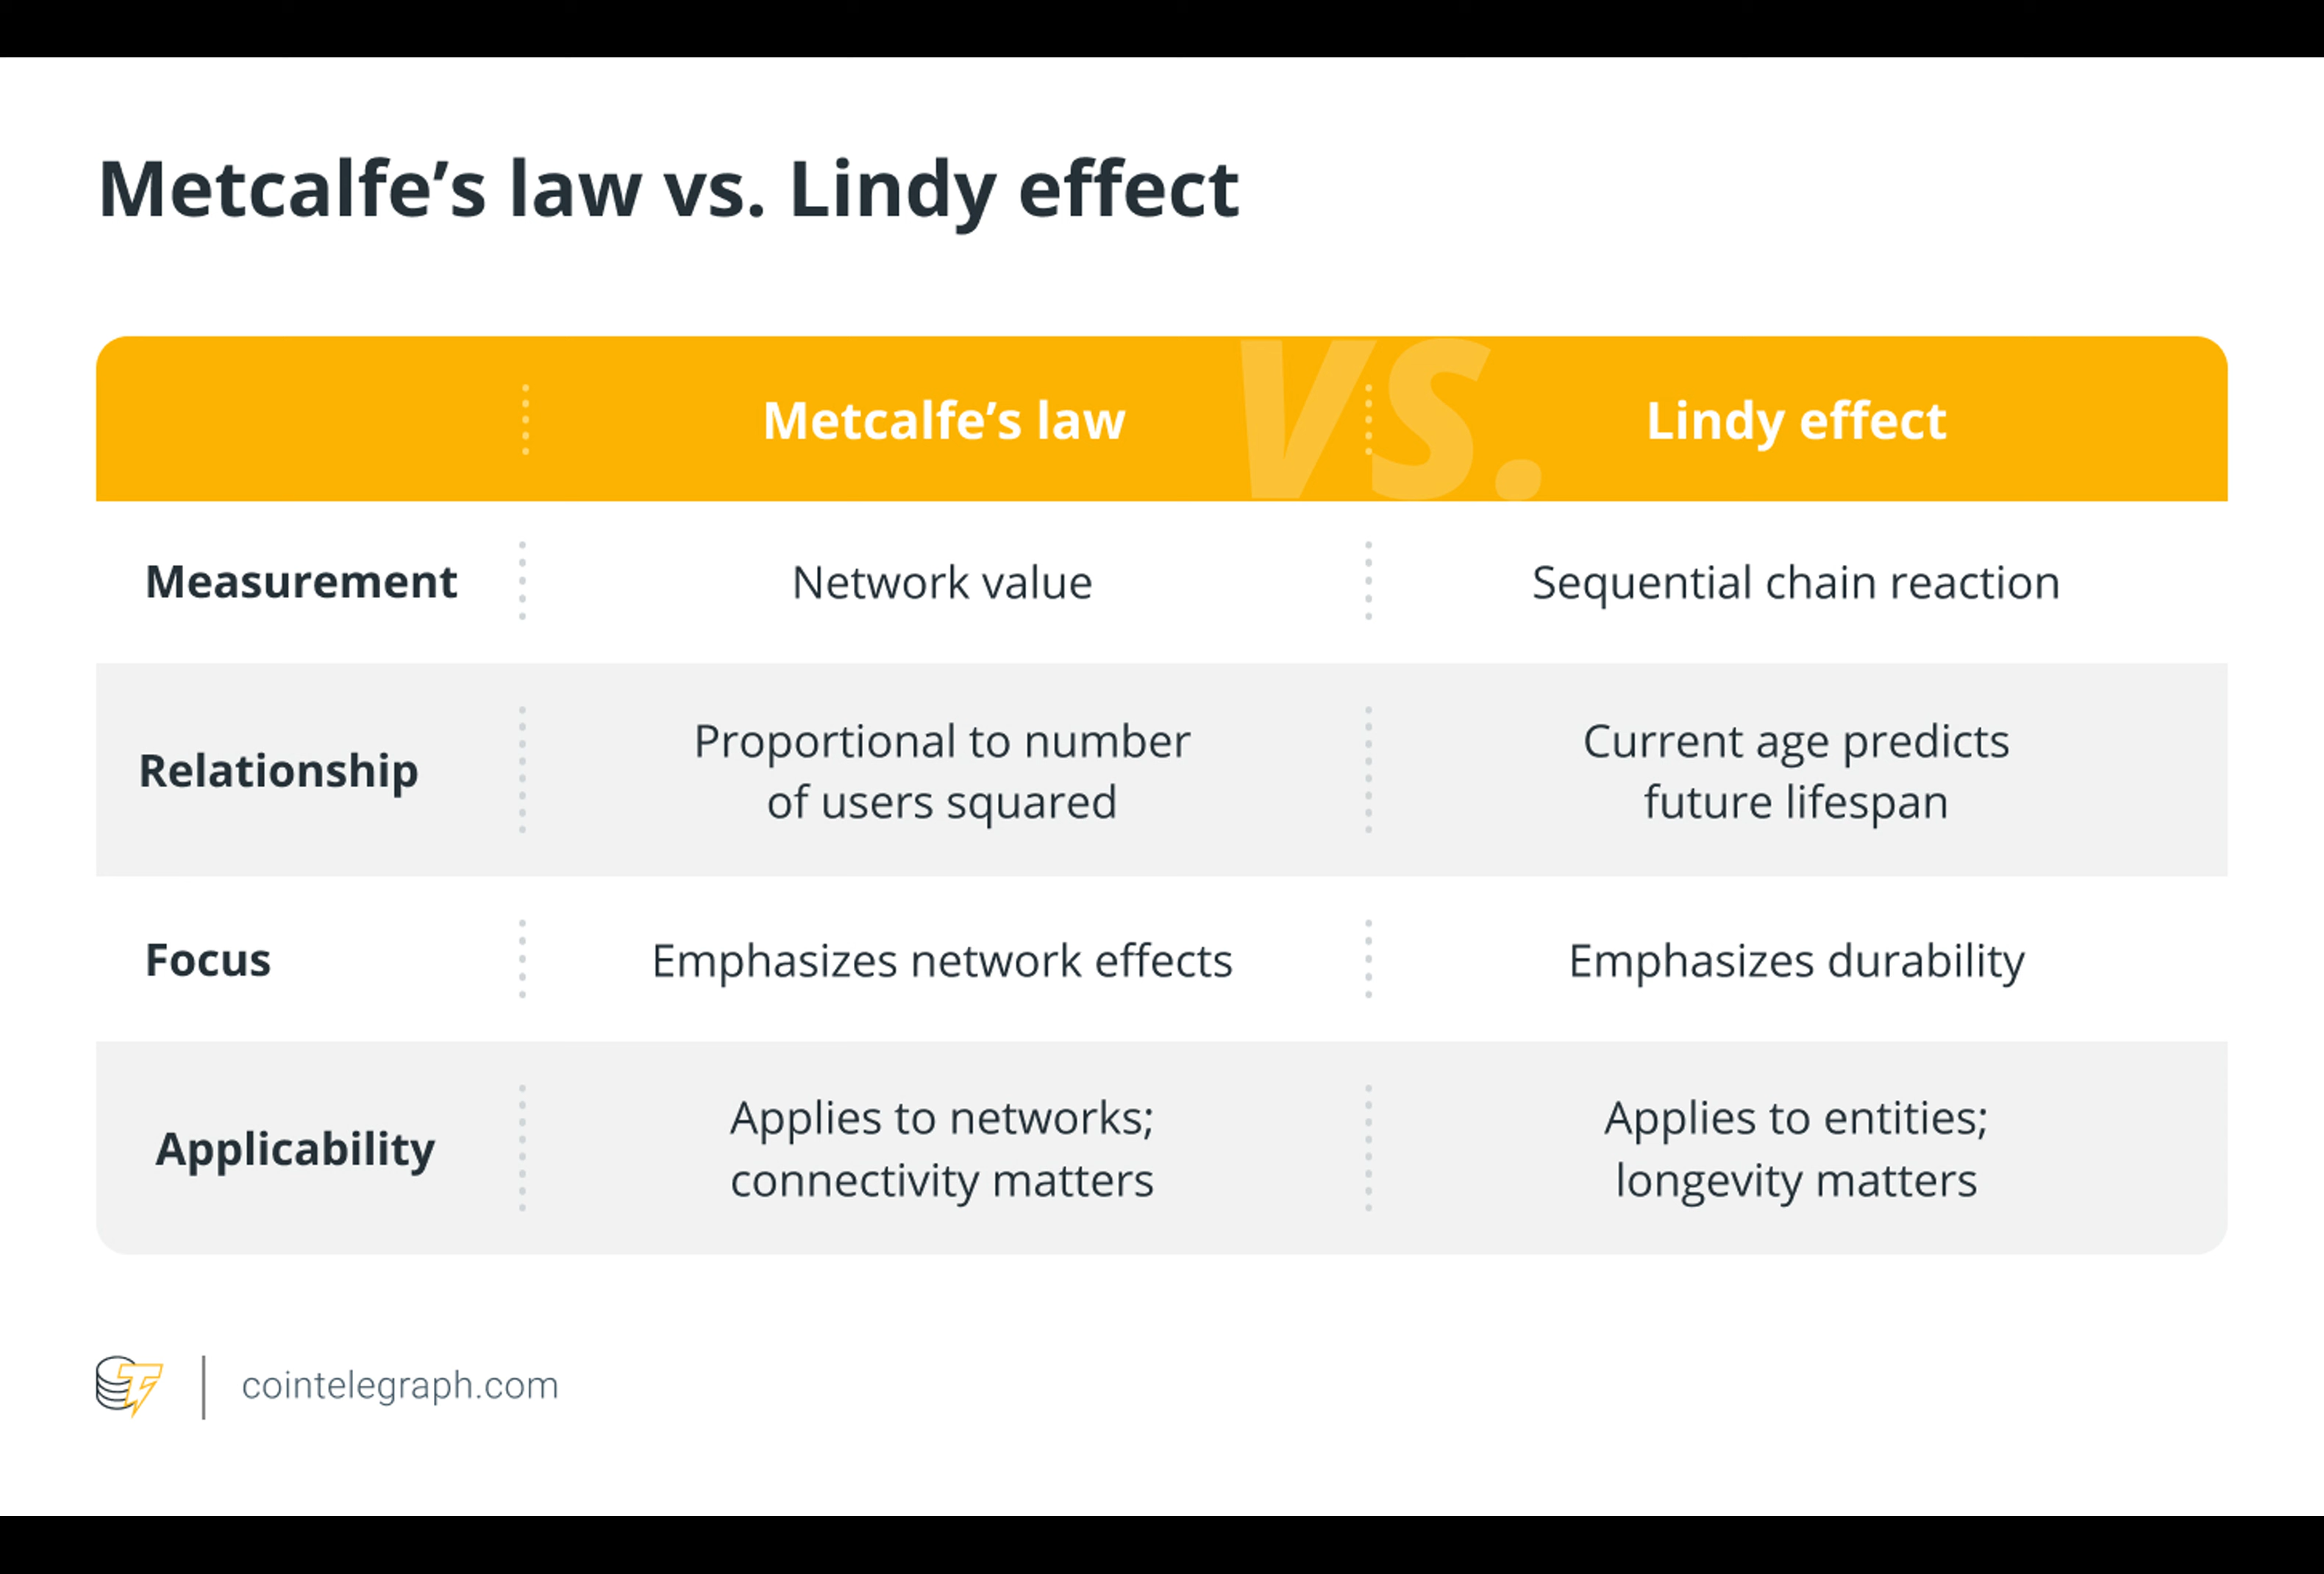 Metcalfe’s law vs. Lindy effect
vs.
Metcalfe’s law
Lindy effect
Measurement
Network value
Sequential chain reaction
Relationship
Proportional to number
of users squared
Current age predicts
future lifespan
Focus
Emphasizes network effects
Emphasizes durability
Applicability
Applies to networks;
connectivity matters
Applies to entities;
longevity matters
cointelegraph.com